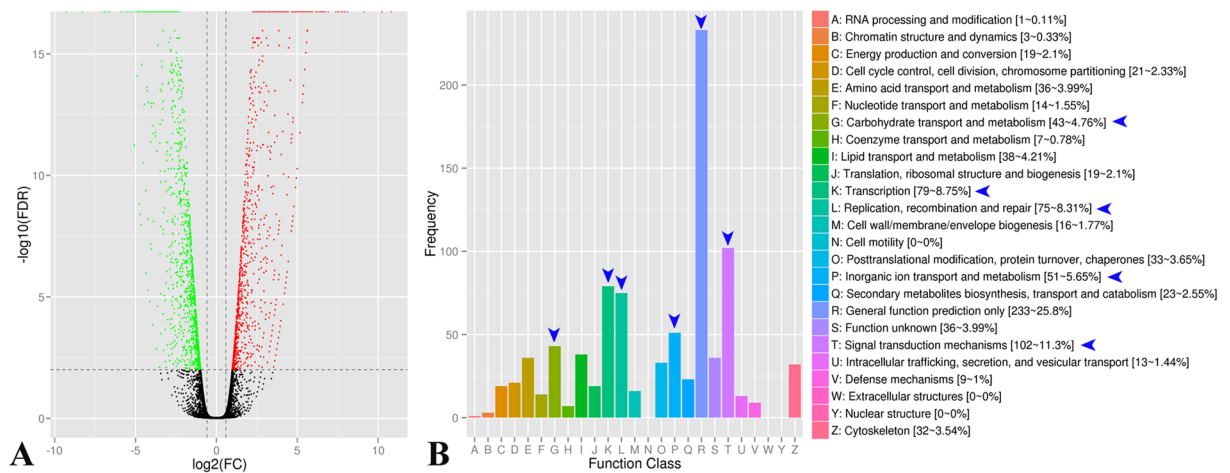 A
-log10(FDR)
15
10
5
0
-10
-5
0
5
10
log2(FC)
B
Frequency
200
150
100
50
0
A B C D E F G H I J K L M N O P Q R S T U V W Y Z
Function Class
A: RNA processing and modification [1~0.11%]
B: Chromatin structure and dynamics [3~0.33%]
C: Energy production and conversion [19~2.1%]
D: Cell cycle control, cell division, chromosome partitioning [21~2.33%]
E: Amino acid transport and metabolism [36~3.99%]
F: Nucleotide transport and metabolism [14~1.55%]
G: Carbohydrate transport and metabolism [43~4.76%]
H: Coenzyme transport and metabolism [7~0.78%]
I: Lipid transport and metabolism [38~4.21%]
J: Translation, ribosomal structure and biogenesis [19~2.1%]
K: Transcription [79~8.75%]
L: Replication, recombination and repair [75~8.31%]
M: Cell wall/membrane/envelope biogenesis [16~1.77%]
N: Cell motility [0~0%]
O: Posttranslational modification, protein turnover, chaperones [33~3.65%]
P: Inorganic ion transport and metabolism [51~5.65%]
Q: Secondary metabolites biosynthesis, transport and catabolism [23~2.55%]
R: General function prediction only [233~25.8%]
S: Function unknown [36~3.99%]
T: Signal transduction mechanisms [102~11.3%]
U: Intracellular trafficking, secretion, and vesicular transport [13~1.44%]
V: Defense mechanisms [9~1%]
W: Extracellular structures [0~0%]
Y: Nuclear structure [0~0%]
Z: Cytoskeleton [32~3.54%]